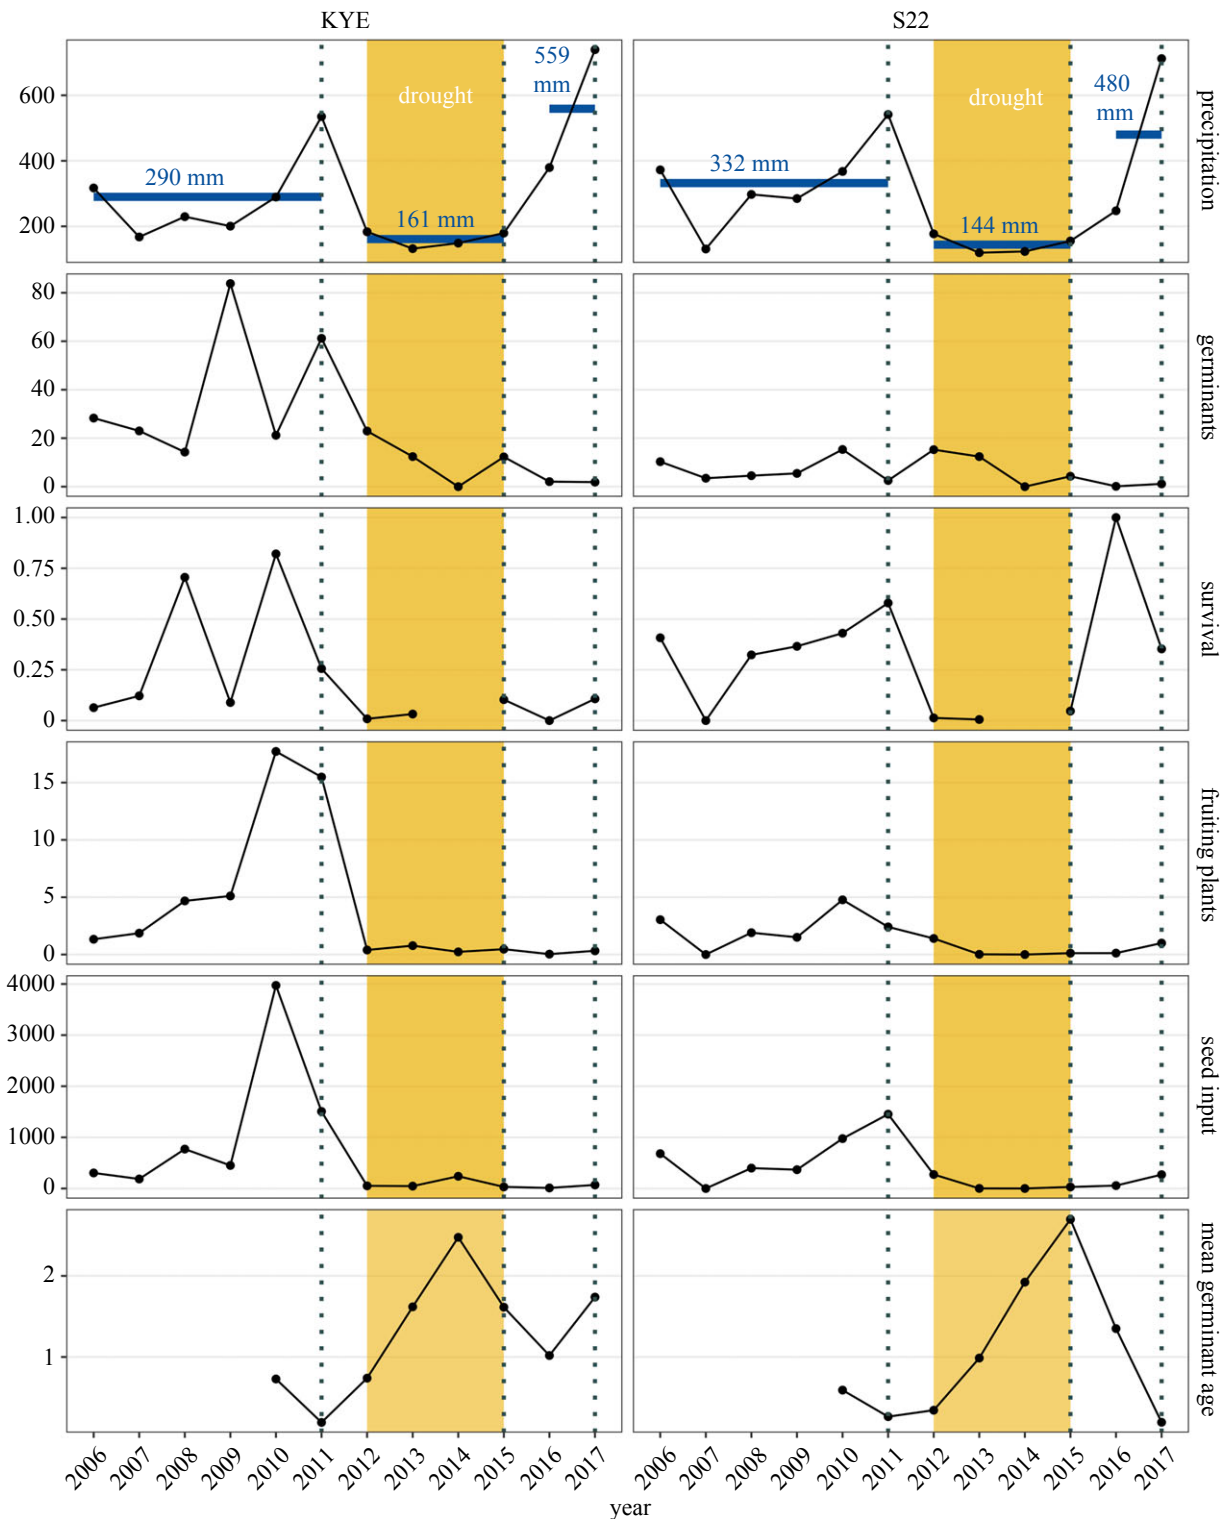 KYE
S22
559
mm
480
mm
600
400
200
drought
drought
290 mm
332 mm
161 mm
144 mm
precipitation
80
60
40
20
0
germinants
1.00
0.75
0.50
0.25
0
survival
15
10
5
0
fruiting plants
4000
3000
2000
1000
0
seed input
2
1
mean germinant age
2006 2007 2008 2009 2010 2011 2012 2013 2014 2015 2016 2017
2006 2007 2008 2009 2010 2011 2012 2013 2014 2015 2016 2017
year